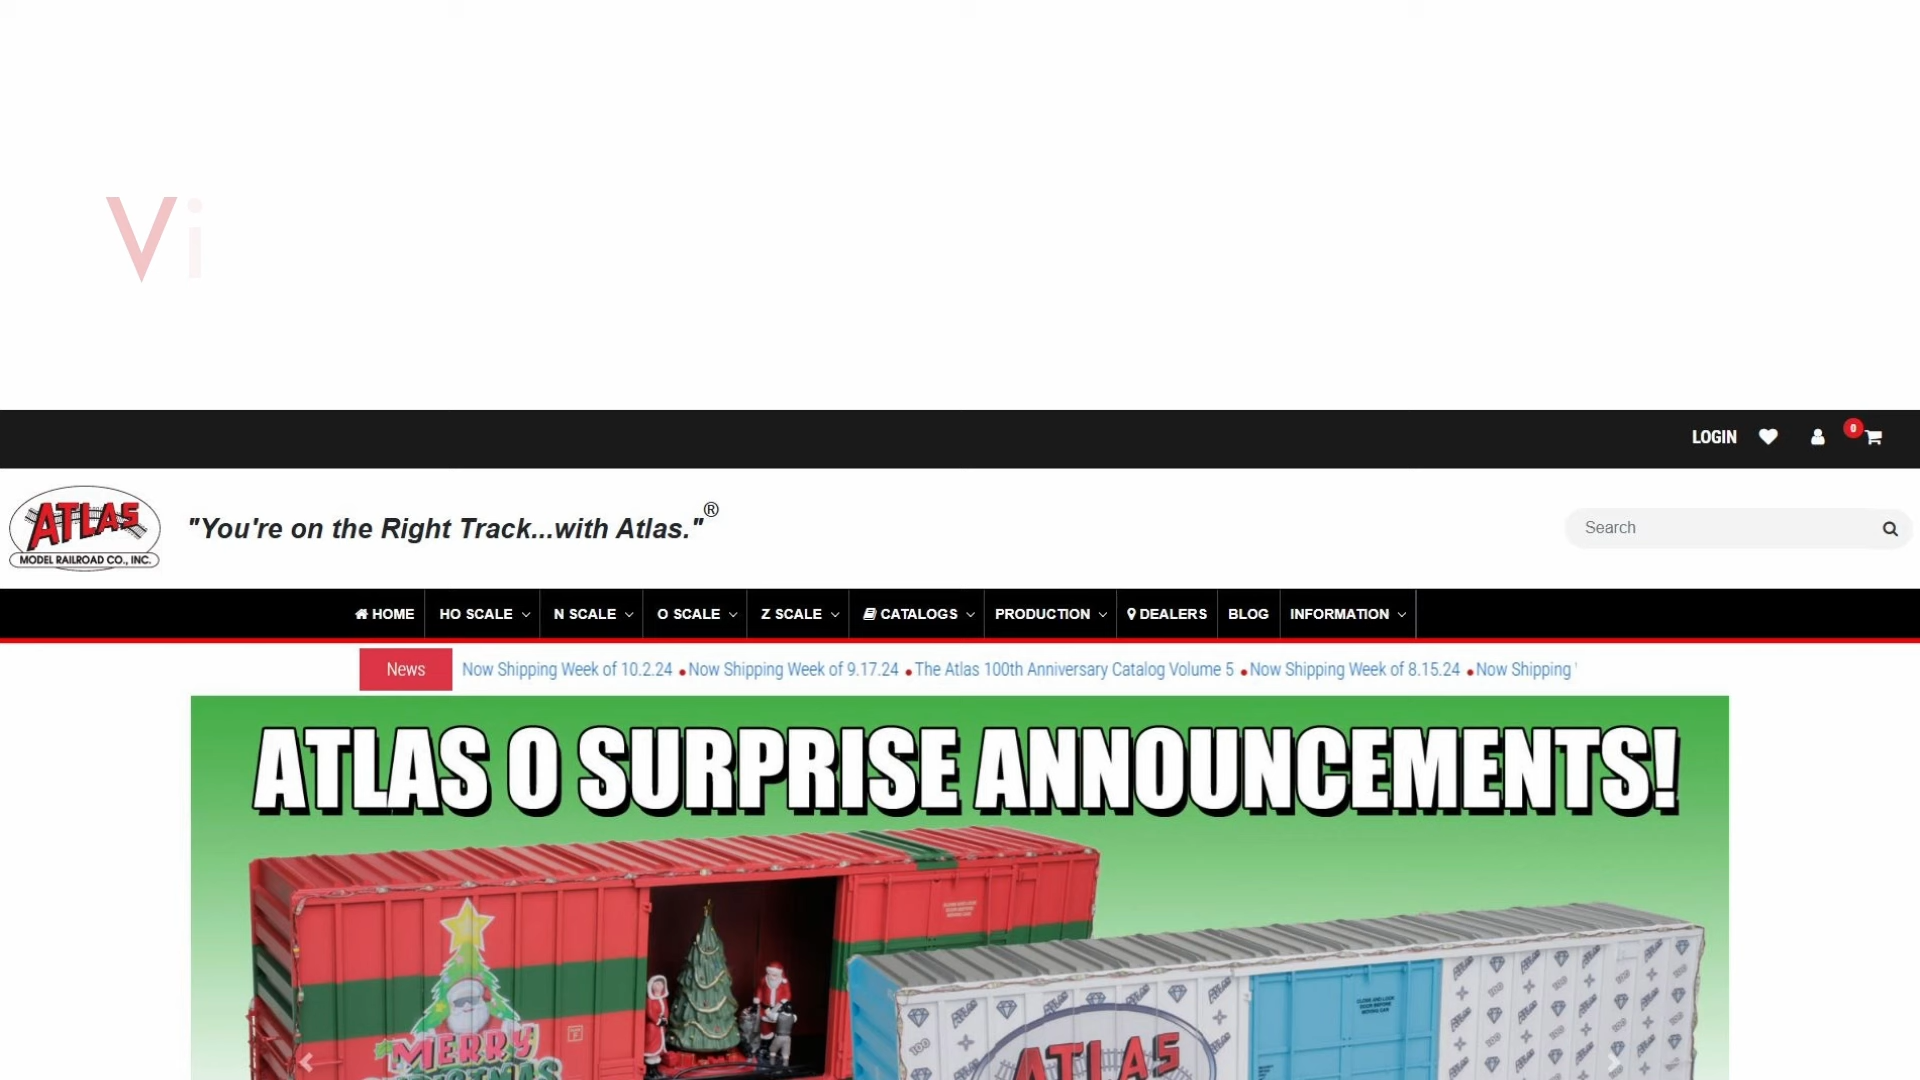 Vi
LOGIN
0
ATLAS
MODEL RAILROAD CO., INC.
"You're on the Right Track...with Atlas."®
Search
HOME HO SCALE N SCALE O SCALE Z SCALE CATALOGS PRODUCTION DEALERS BLOG INFORMATION
News Now Shipping Week of 10.2.24 •Now Shipping Week of 9.17.24 •The Atlas 100th Anniversary Catalog Volume 5 •Now Shipping Week of 8.15.24 •Now Shipping
ATLAS O SURPRISE ANNOUNCEMENTS!
MERRY
CHRISTMAS
ATLAS
100